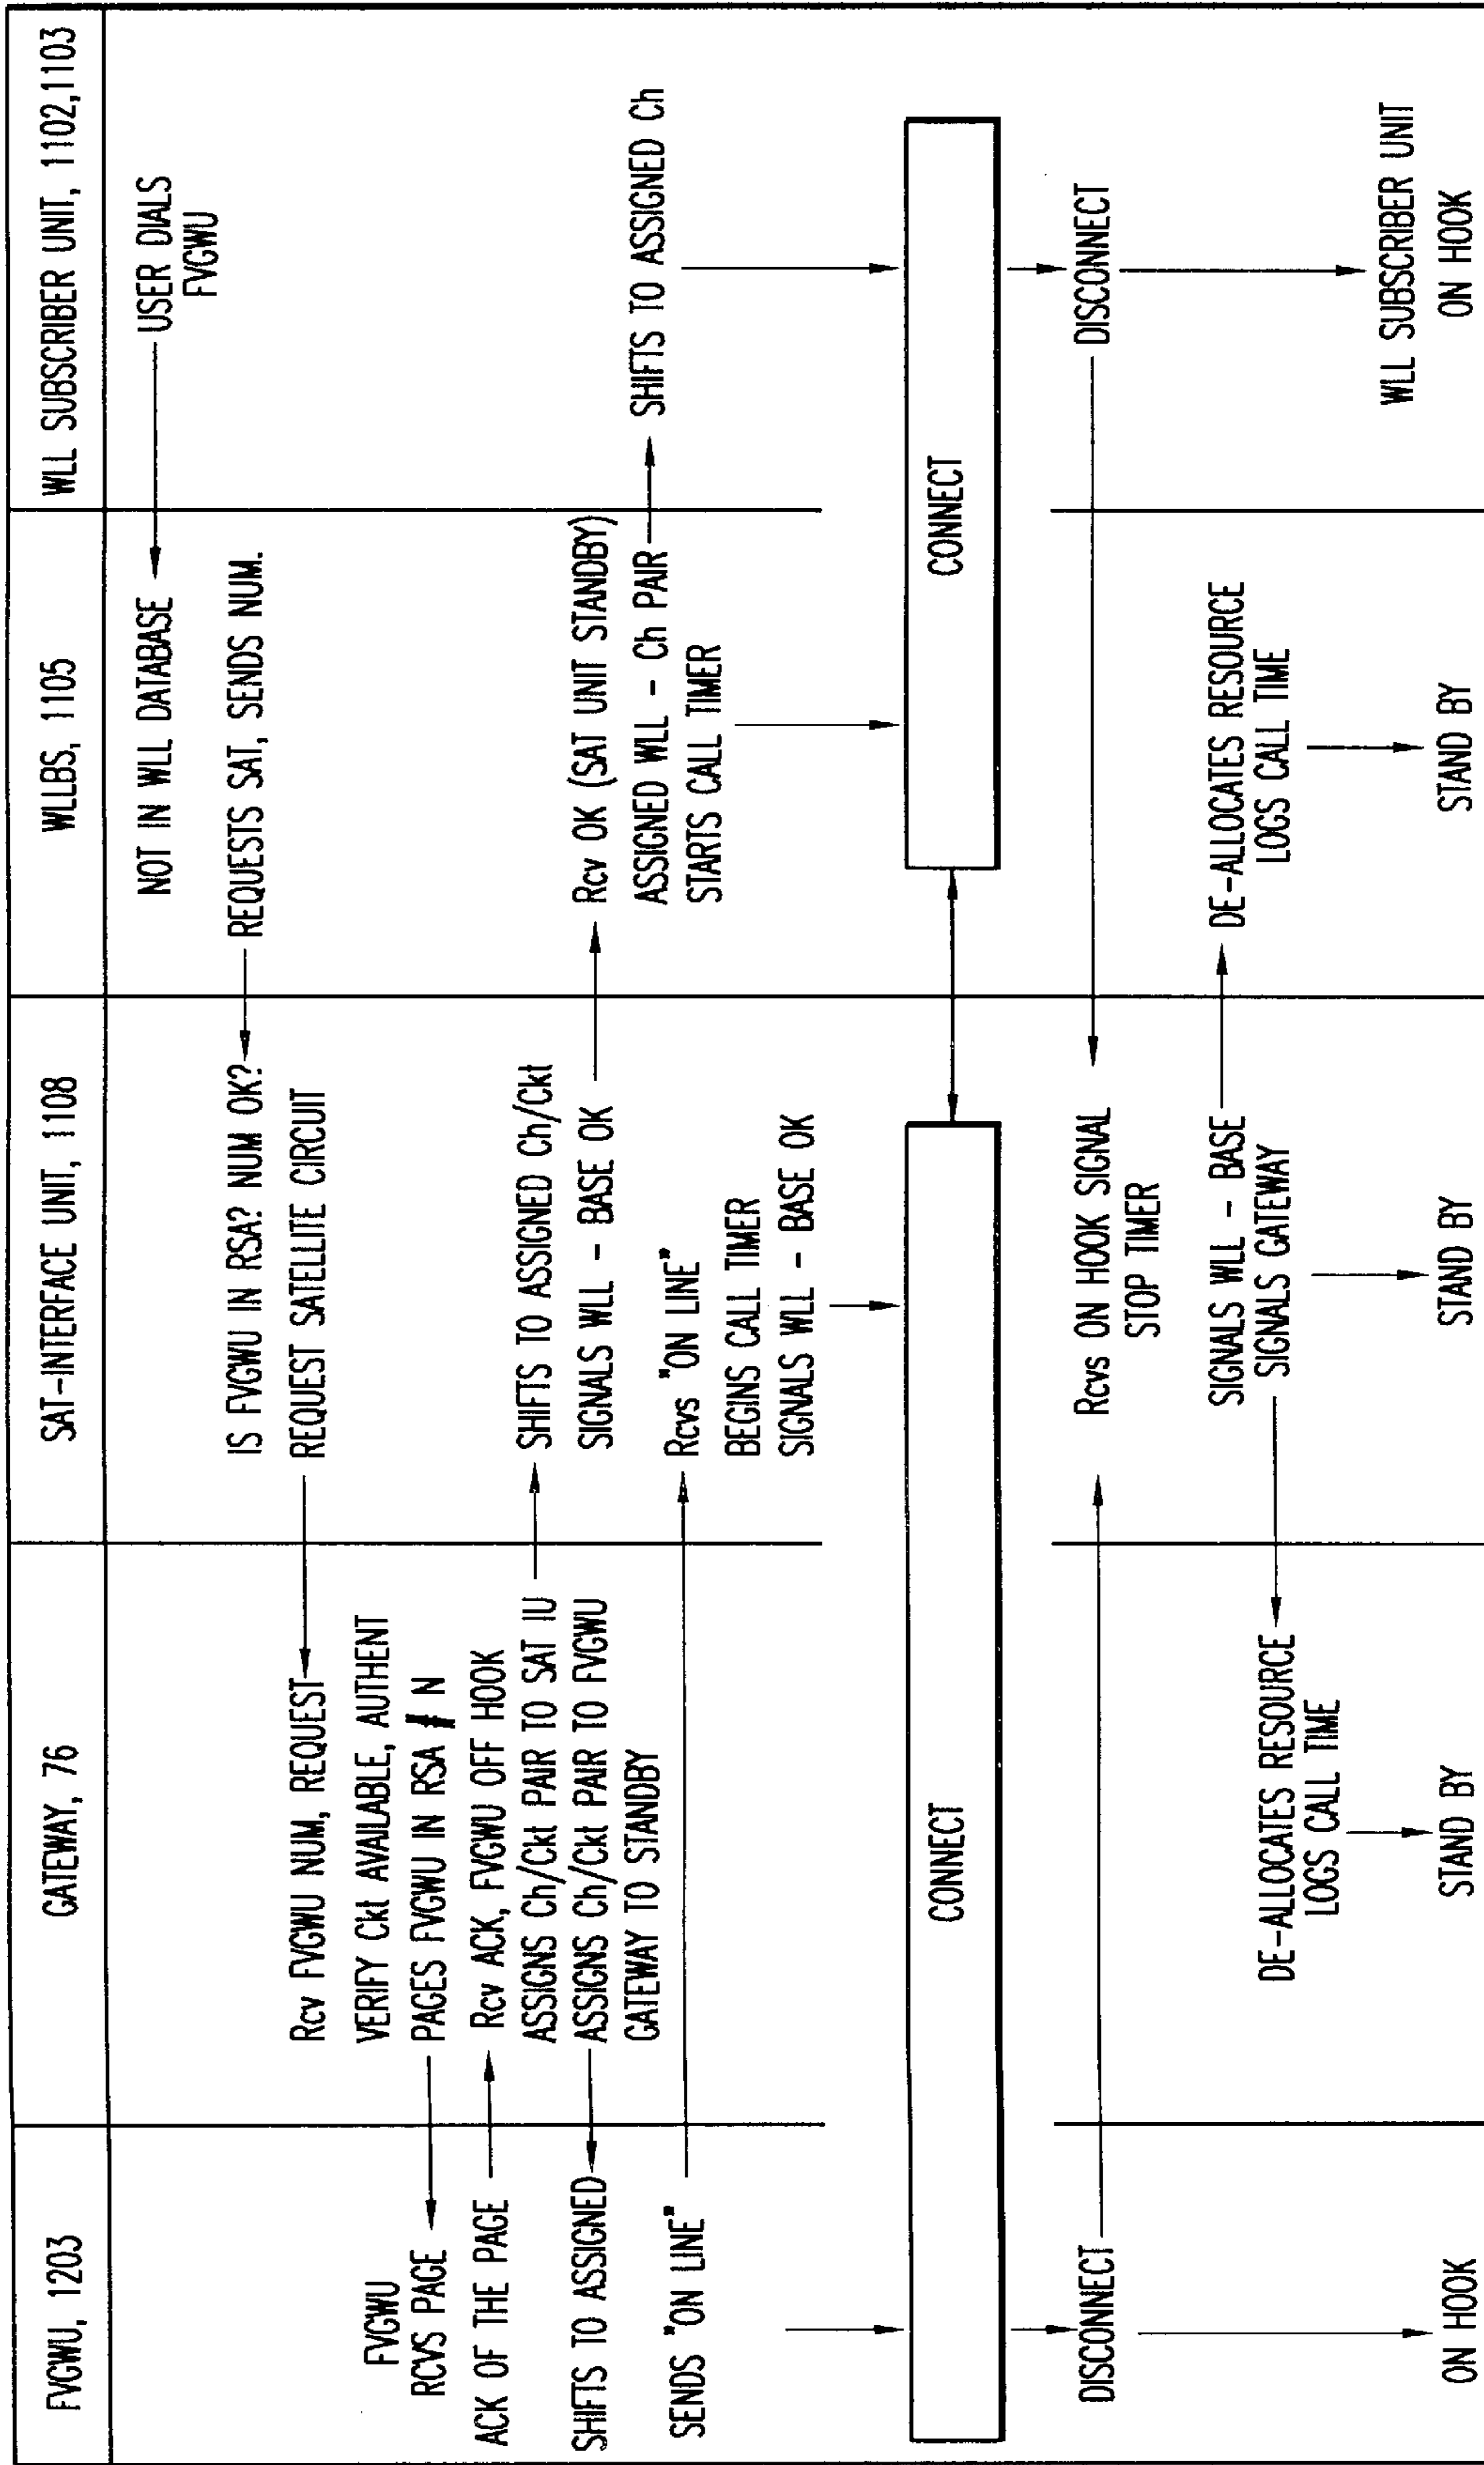 FVGWU, 1203
GATEWAY, 76
SAT-INTERFACE UNIT, 1108
WLLBS, 1105
WLL SUBSCRIBER UNIT, 1102,1103
FVGWU
RCVS PAGE
ACK OF THE PAGE
SHIFTS TO ASSIGNED
SENDS "ON LINE"
Rcv FVGWU NUM, REQUEST
VERIFY Ckt AVAILABLE, AUTHENT
PAGES FVGWU IN RSA # N
Rcv ACK, FVGWU OFF HOOK
ASSIGNS Ch/Ckt PAIR TO SAT IU
ASSIGNS Ch/Ckt PAIR TO FVGWU
GATEWAY TO STANDBY
IS FVGWU IN RSA? NUM OK?
REQUEST SATELLITE CIRCUIT
SHIFTS TO ASSIGNED Ch/Ckt
SIGNALS WLL - BASE OK
Rcvs "ON LINE"
BEGINS CALL TIMER
SIGNALS WLL - BASE OK
NOT IN WLL DATABASE
REQUESTS SAT, SENDS NUM.
Rcv OK (SAT UNIT STANDBY)
ASSIGNED WLL - Ch PAIR
STARTS CALL TIMER
USER DIALS
FVGWU
SHIFTS TO ASSIGNED Ch
CONNECT
CONNECT
DISCONNECT
ON HOOK
DE-ALLOCATES RESOURCE
LOGS CALL TIME
STAND BY
Rcvs ON HOOK SIGNAL
STOP TIMER
SIGNALS WLL - BASE
SIGNALS GATEWAY
STAND BY
DE-ALLOCATES RESOURCE
LOGS CALL TIME
STAND BY
DISCONNECT
WLL SUBSCRIBER UNIT
ON HOOK